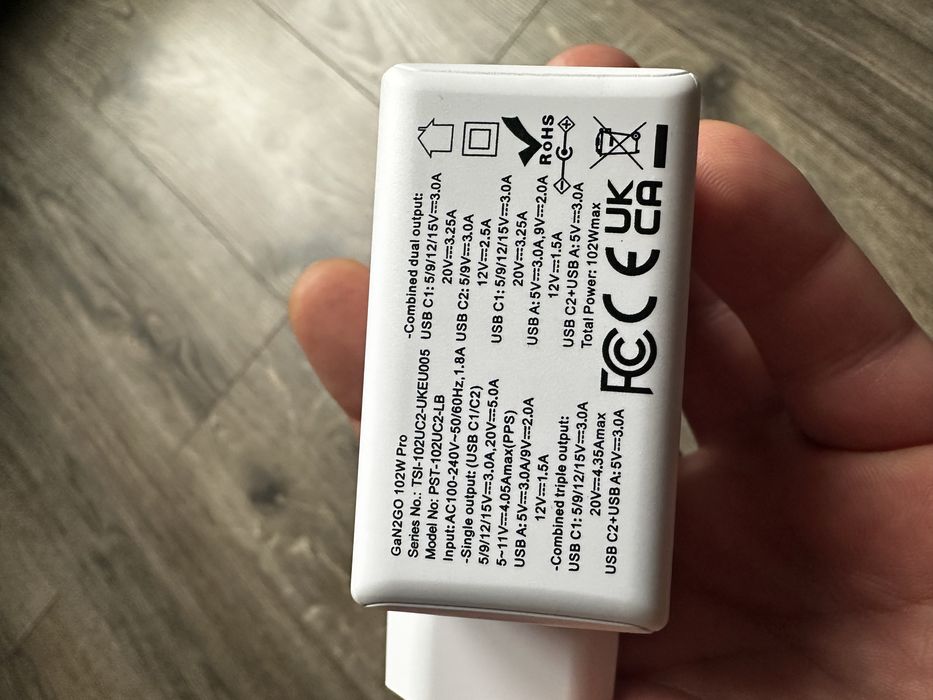 GaN2GO 102W Pro
Series No.: TSI-102UC2-UKEU005
Model No: PST-102UC2-LB
Input:AC100-240V~50/60Hz,1.8A
-Single output: (USB C1/C2)
5/9/12/15V⎓3.0A,20V⎓5.0A
5~11V⎓4.05Amax(PPS)
USB A: 5V⎓3.0A/9V⎓2.0A
12V⎓1.5A
-Combined triple output:
USB C1: 5/9/12/15V⎓3.0A
20V⎓4.35Amax
USB C2+USB A: 5V⎓3.0A
-Combined dual output:
USB C1: 5/9/12/15V⎓3.0A
20V⎓3.25A
USB C2: 5/9V⎓3.0A
12V⎓2.5A
USB C1: 5/9/12/15V⎓3.0A
20V⎓3.25A
USB A: 5V⎓3.0A,9V⎓2.0A
12V⎓1.5A
USB C2+USB A: 5V⎓3.0A
Total Power: 102Wmax
FC CE UK
CA
RoHS